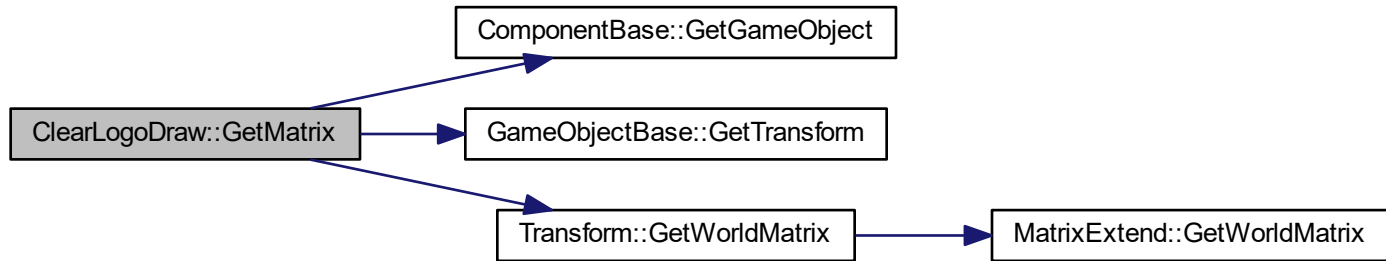 ComponentBase::GetGameObject
ClearLogoDraw::GetMatrix
GameObjectBase::GetTransform
Transform::GetWorldMatrix
MatrixExtend::GetWorldMatrix